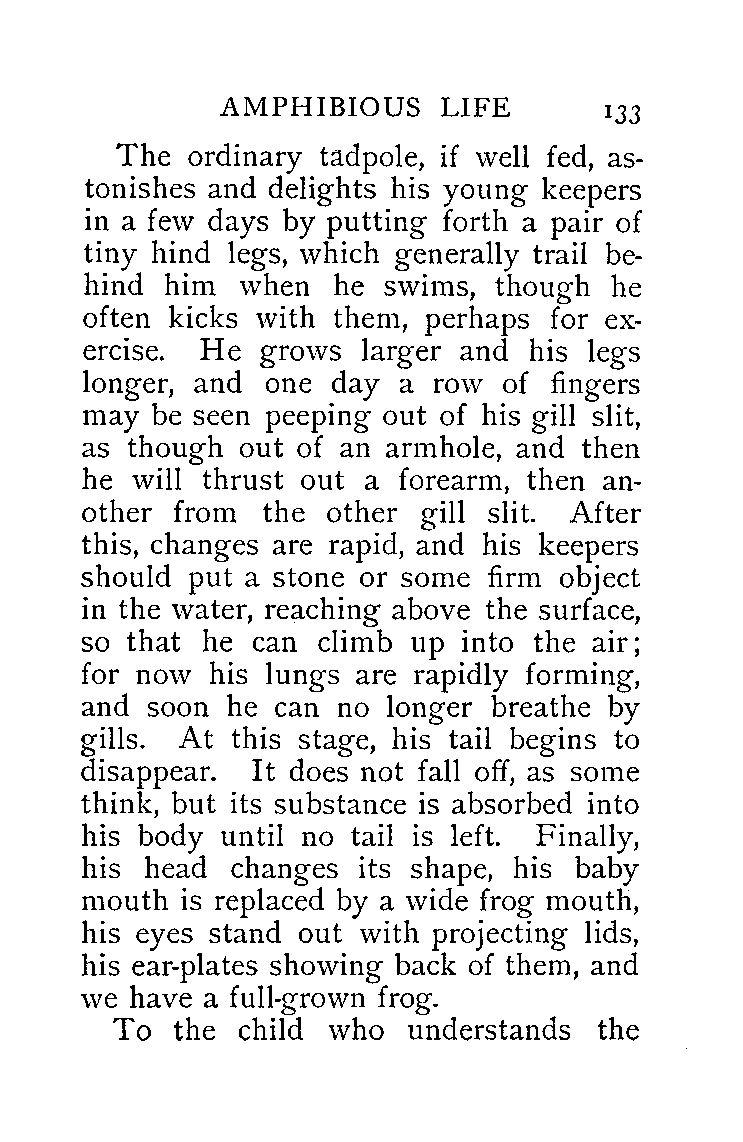 AMPHIBIOUS LIFE 133
The ordinary tadpole, if well fed, as-
tonishes and delights his young keepers
in a few days by putting forth a pair of
tiny hind legs, which generally trail be-
hind him when he swims, though he
often kicks with them, perhaps for ex-
ercise. He grows larger and his legs
longer, and one day a row of fingers
may be seen peeping out of his gill slit,
as though out of an armhole, and then
he will thrust out a forearm, then an-
other from the other gill slit. After
this, changes are rapid, and his keepers
should put a stone or some firm object
in the water, reaching above the surface,
so that he can climb up into the air;
for now his lungs are rapidly forming,
and soon he can no longer breathe by
gills. At this stage, his tail begins to
disappear. It does not fall off, as some
think, but its substance is absorbed into
his body until no tail is left. Finally,
his head changes its shape, his baby
mouth is replaced by a wide frog mouth,
his eyes stand out with projecting lids,
his ear-plates showing back of them, and
we have a full-grown frog.
To the child who understands the